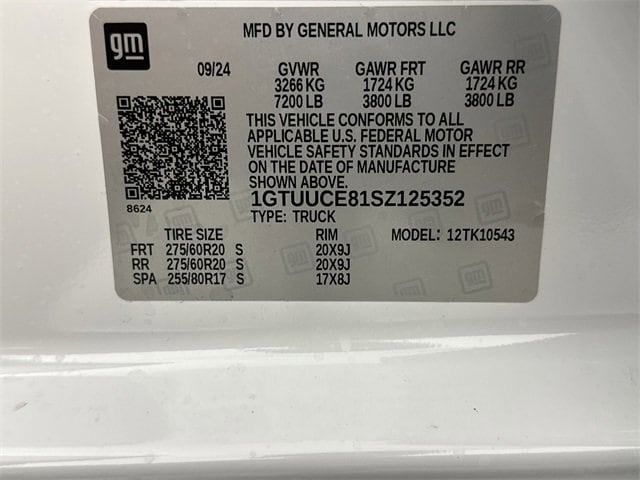 gm
MFD BY GENERAL MOTORS LLC
09/24 GVWR GAWR FRT GAWR RR
3266 KG 1724 KG 1724 KG
7200 LB 3800 LB 3800 LB
THIS VEHICLE CONFORMS TO ALL
APPLICABLE U.S. FEDERAL MOTOR
VEHICLE SAFETY STANDARDS IN EFFECT
ON THE DATE OF MANUFACTURE
SHOWN ABOVE.
8624
1GTUUCE81SZ125352
TYPE: TRUCK
TIRE SIZE RIM MODEL: 12TK10543
FRT 275/60R20 S 20X9J
RR 275/60R20 S 20X9J
SPA 255/80R17 S 17X8J